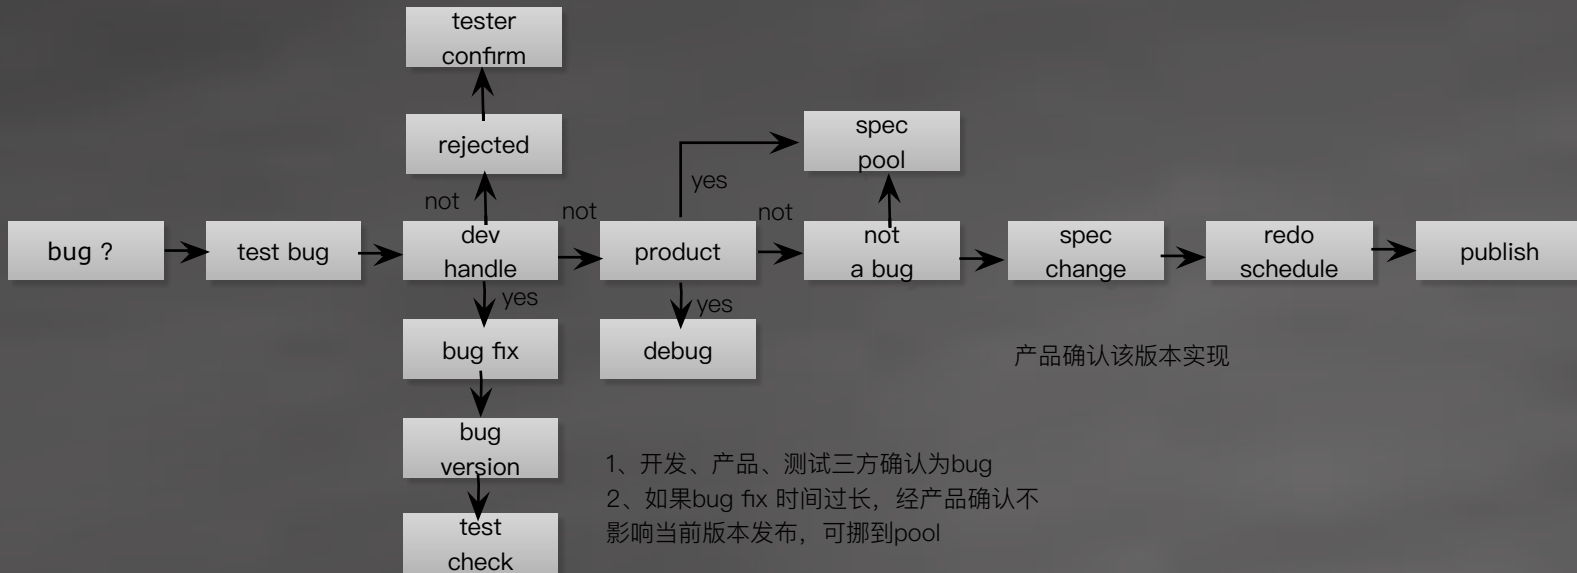 tester
confirm
rejected
spec
pool
yes
not
not
not
bug ?
test bug
dev
handle
product
not
a bug
spec
change
redo
schedule
publish
yes
yes
bug fix
debug
产品确认该版本实现
bug
version
1、开发、产品、测试三方确认为bug
2、如果bug fix 时间过长，经产品确认不
影响当前版本发布，可挪到pool
test
check